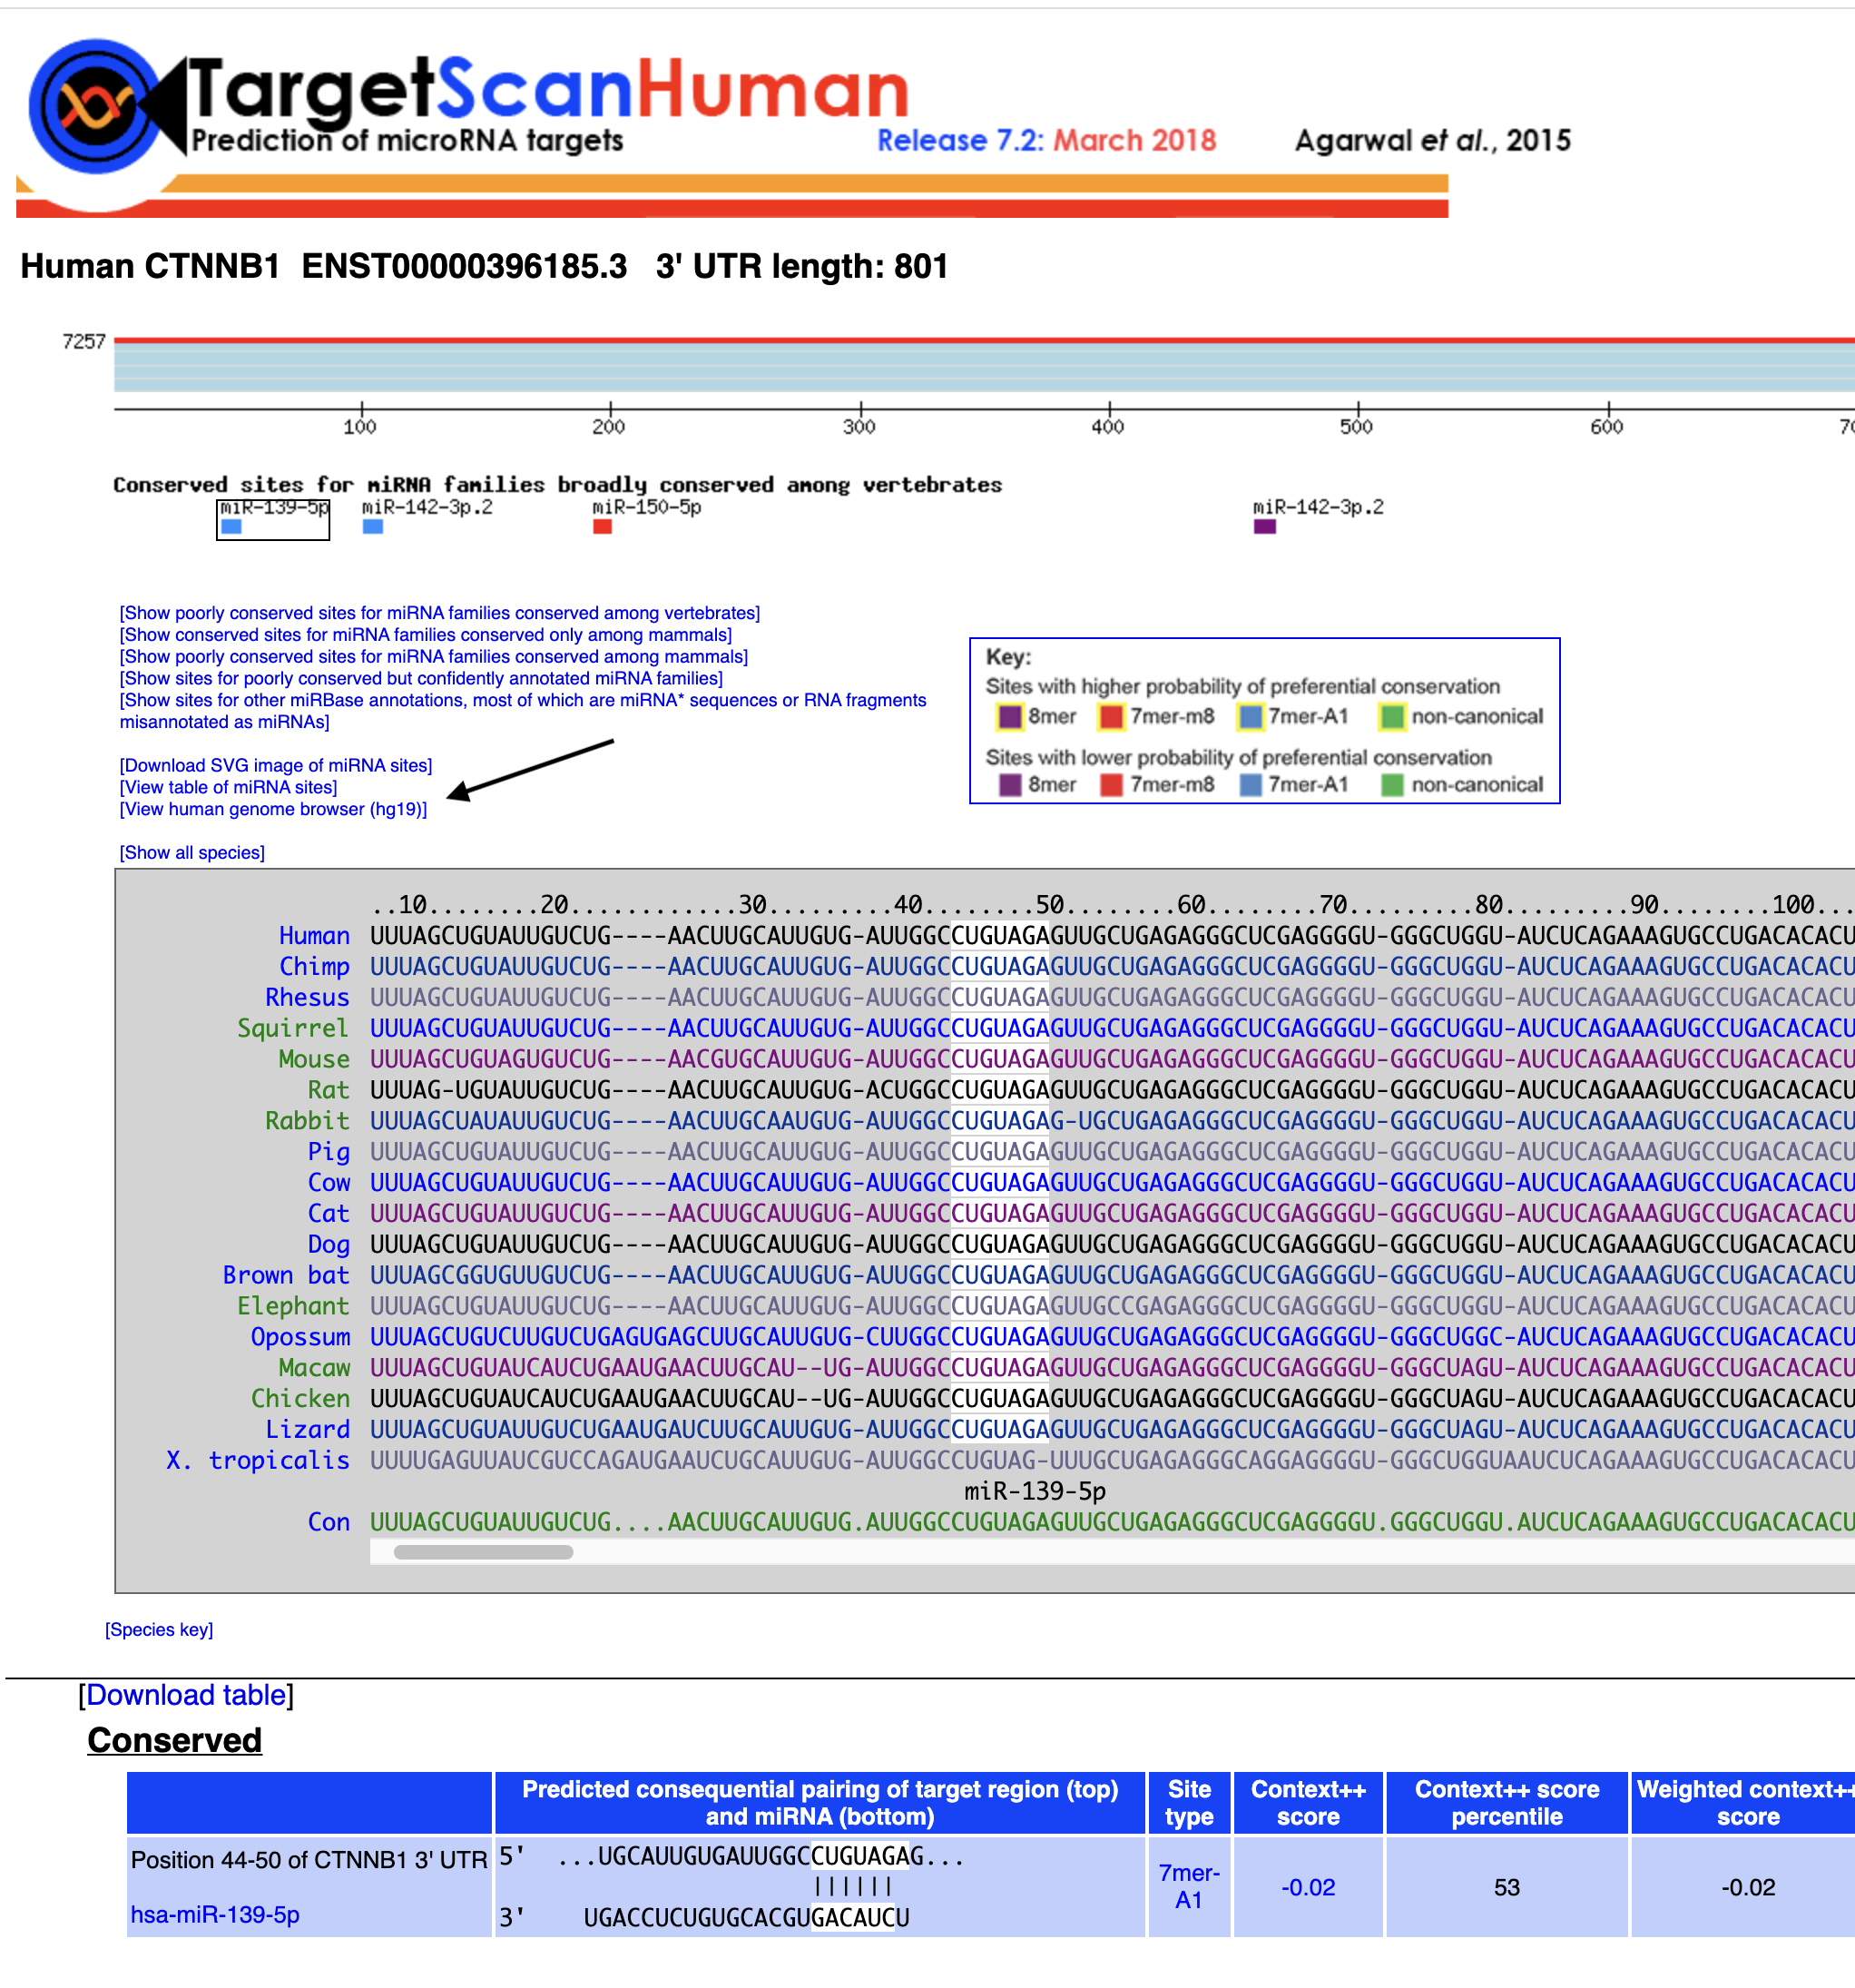 TargetScanHuman
Prediction of microRNA targets Release 7.2: March 2018 Agarwal et al., 2015
Human CTNNB1 ENST00000396185.3 3' UTR length: 801
7257
100 200 300 400 500 600
Conserved sites for miRNA families broadly conserved among vertebrates
miR-139-5p miR-142-3p.2 miR-150-5p miR-142-3p.2
[Show poorly conserved sites for miRNA families conserved among vertebrates]
[Show conserved sites for miRNA families conserved only among mammals]
[Show poorly conserved sites for miRNA families conserved among mammals]
[Show sites for poorly conserved but confidently annotated miRNA families]
[Show sites for other miRBase annotations, most of which are miRNA* sequences or RNA fragments
misannotated as miRNAs]
[Download SVG image of miRNA sites]
[View table of miRNA sites]
[View human genome browser (hg19)]
[Show all species]
Key:
Sites with higher probability of preferential conservation
8mer 7mer-m8 7mer-A1 non-canonical
Sites with lower probability of preferential conservation
8mer 7mer-m8 7mer-A1 non-canonical
..10........20............30.........40........50........60........70..........80.........90........100...
Human UUUAGCUGUAUUGUCUG----AACUUGCAUUGUG-AUUGGCCUGUAGAGUUGCUGAGAGGGCUCGAGGGGU-GGGCUGGU-AUCUCAGAAAGUGCCUGACACACU
Chimp UUUAGCUGUAUUGUCUG----AACUUGCAUUGUG-AUUGGCCUGUAGAGUUGCUGAGAGGGCUCGAGGGGU-GGGCUGGU-AUCUCAGAAAGUGCCUGACACACU
Rhesus UUUAGCUGUAUUGUCUG----AACUUGCAUUGUG-AUUGGCCUGUAGAGUUGCUGAGAGGGCUCGAGGGGU-GGGCUGGU-AUCUCAGAAAGUGCCUGACACACU
Squirrel UUUAGCUGUAUUGUCUG----AACUUGCAUUGUG-AUUGGCCUGUAGAGUUGCUGAGAGGGCUCGAGGGGU-GGGCUGGU-AUCUCAGAAAGUGCCUGACACACU
Mouse UUUAGCUGUAGUGUCUG----AACGUGCAUUGUG-AUUGGCCUGUAGAGUUGCUGAGAGGGCUCGAGGGGU-GGGCUGGU-AUCUCAGAAAGUGCCUGACACACU
Rat UUUAG-UGUAUUGUCUG----AACUUGCAUUGUG-ACUGGCCUGUAGAGUUGCUGAGAGGGCUCGAGGGGU-GGGCUGGU-AUCUCAGAAAGUGCCUGACACACU
Rabbit UUUAGCUAUAUUGUCUG----AACUUGCAAUGUG-AUUGGCCUGUAGAG-UGCUGAGAGGGCUCGAGGGGU-GGGCUGGU-AUCUCAGAAAGUGCCUGACACACU
Pig UUUAGCUGUAUUGUCUG----AACUUGCAUUGUG-AUUGGCCUGUAGAGUUGCUGAGAGGGCUCGAGGGGU-GGGCUGGU-AUCUCAGAAAGUGCCUGACACACU
Cow UUUAGCUGUAUUGUCUG----AACUUGCAUUGUG-AUUGGCCUGUAGAGUUGCUGAGAGGGCUCGAGGGGU-GGGCUGGU-AUCUCAGAAAGUGCCUGACACACU
Cat UUUAGCUGUAUUGUCUG----AACUUGCAUUGUG-AUUGGCCUGUAGAGUUGCUGAGAGGGCUCGAGGGGU-GGGCUGGU-AUCUCAGAAAGUGCCUGACACACU
Dog UUUAGCUGUAUUGUCUG----AACUUGCAUUGUG-AUUGGCCUGUAGAGUUGCUGAGAGGGCUCGAGGGGU-GGGCUGGU-AUCUCAGAAAGUGCCUGACACACU
Brown bat UUUAGCGGUGUUGUCUG----AACUUGCAUUGUG-AUUGGCCUGUAGAGUUGCUGAGAGGGCUCGAGGGGU-GGGCUGGU-AUCUCAGAAAGUGCCUGACACACU
Elephant UUUAGCUGUAUUGUCUG----AACUUGCAUUGUG-AUUGGCCUGUAGAGUUGCCGAGAGGGCUCGAGGGGU-GGGCUGGU-AUCUCAGAAAGUGCCUGACACACU
Opossum UUUAGCUGUCUUGUCUGAGUGAGCUUGCAUUGUG-CUUGGCCUGUAGAGUUGCUGAGAGGGCUCGAGGGGU-GGGCUGGC-AUCUCAGAAAGUGCCUGACACACU
Macaw UUUAGCUGUAUCAUCUGAAUGAACUUGCAU--UG-AUUGGCCUGUAGAGUUGCUGAGAGGGCUCGAGGGGU-GGGCUAGU-AUCUCAGAAAGUGCCUGACACACU
Chicken UUUAGCUGUAUCAUCUGAAUGAACUUGCAU--UG-AUUGGCCUGUAGAGUUGCUGAGAGGGCUCGAGGGGU-GGGCUAGU-AUCUCAGAAAGUGCCUGACACACU
Lizard UUUAGCUGUAUUGUCUGAAUGAUCUUGCAUUGUG-AUUGGCCUGUAGAGUUGCUGAGAGGGCUCGAGGGGU-GGGCUAGU-AUCUCAGAAAGUGCCUGACACACU
X. tropicalis UUUUGAGUUAUCGUCCAGAUGAAUCUGCAUUGUG-AUUGGCCUGUAG-UUUGCUGAGAGGGCAGGAGGGGU-GGGCUGGUAAUCUCAGAAAGUGCCUGACACACU
miR-139-5p
Con UUUAGCUGUAUUGUCUG....AACUUGCAUUGUG.AUUGGCCUGUAGAGUUGCUGAGAGGGCUCGAGGGGU.GGGCUGGU.AUCUCAGAAAGUGCCUGACACACU
[Species key]
[Download table]
Conserved
Predicted consequential pairing of target region (top) and miRNA (bottom) Site type Context++ score Context++ score percentile Weighted context++ score
Position 44-50 of CTNNB1 3' UTR 5' ...UGCAUUGUGAUUGGCCUGUAGAG... 7mer-A1 -0.02 53 -0.02
||||||
hsa-miR-139-5p 3' UGACCUCUGUGCACGUGACAUCU